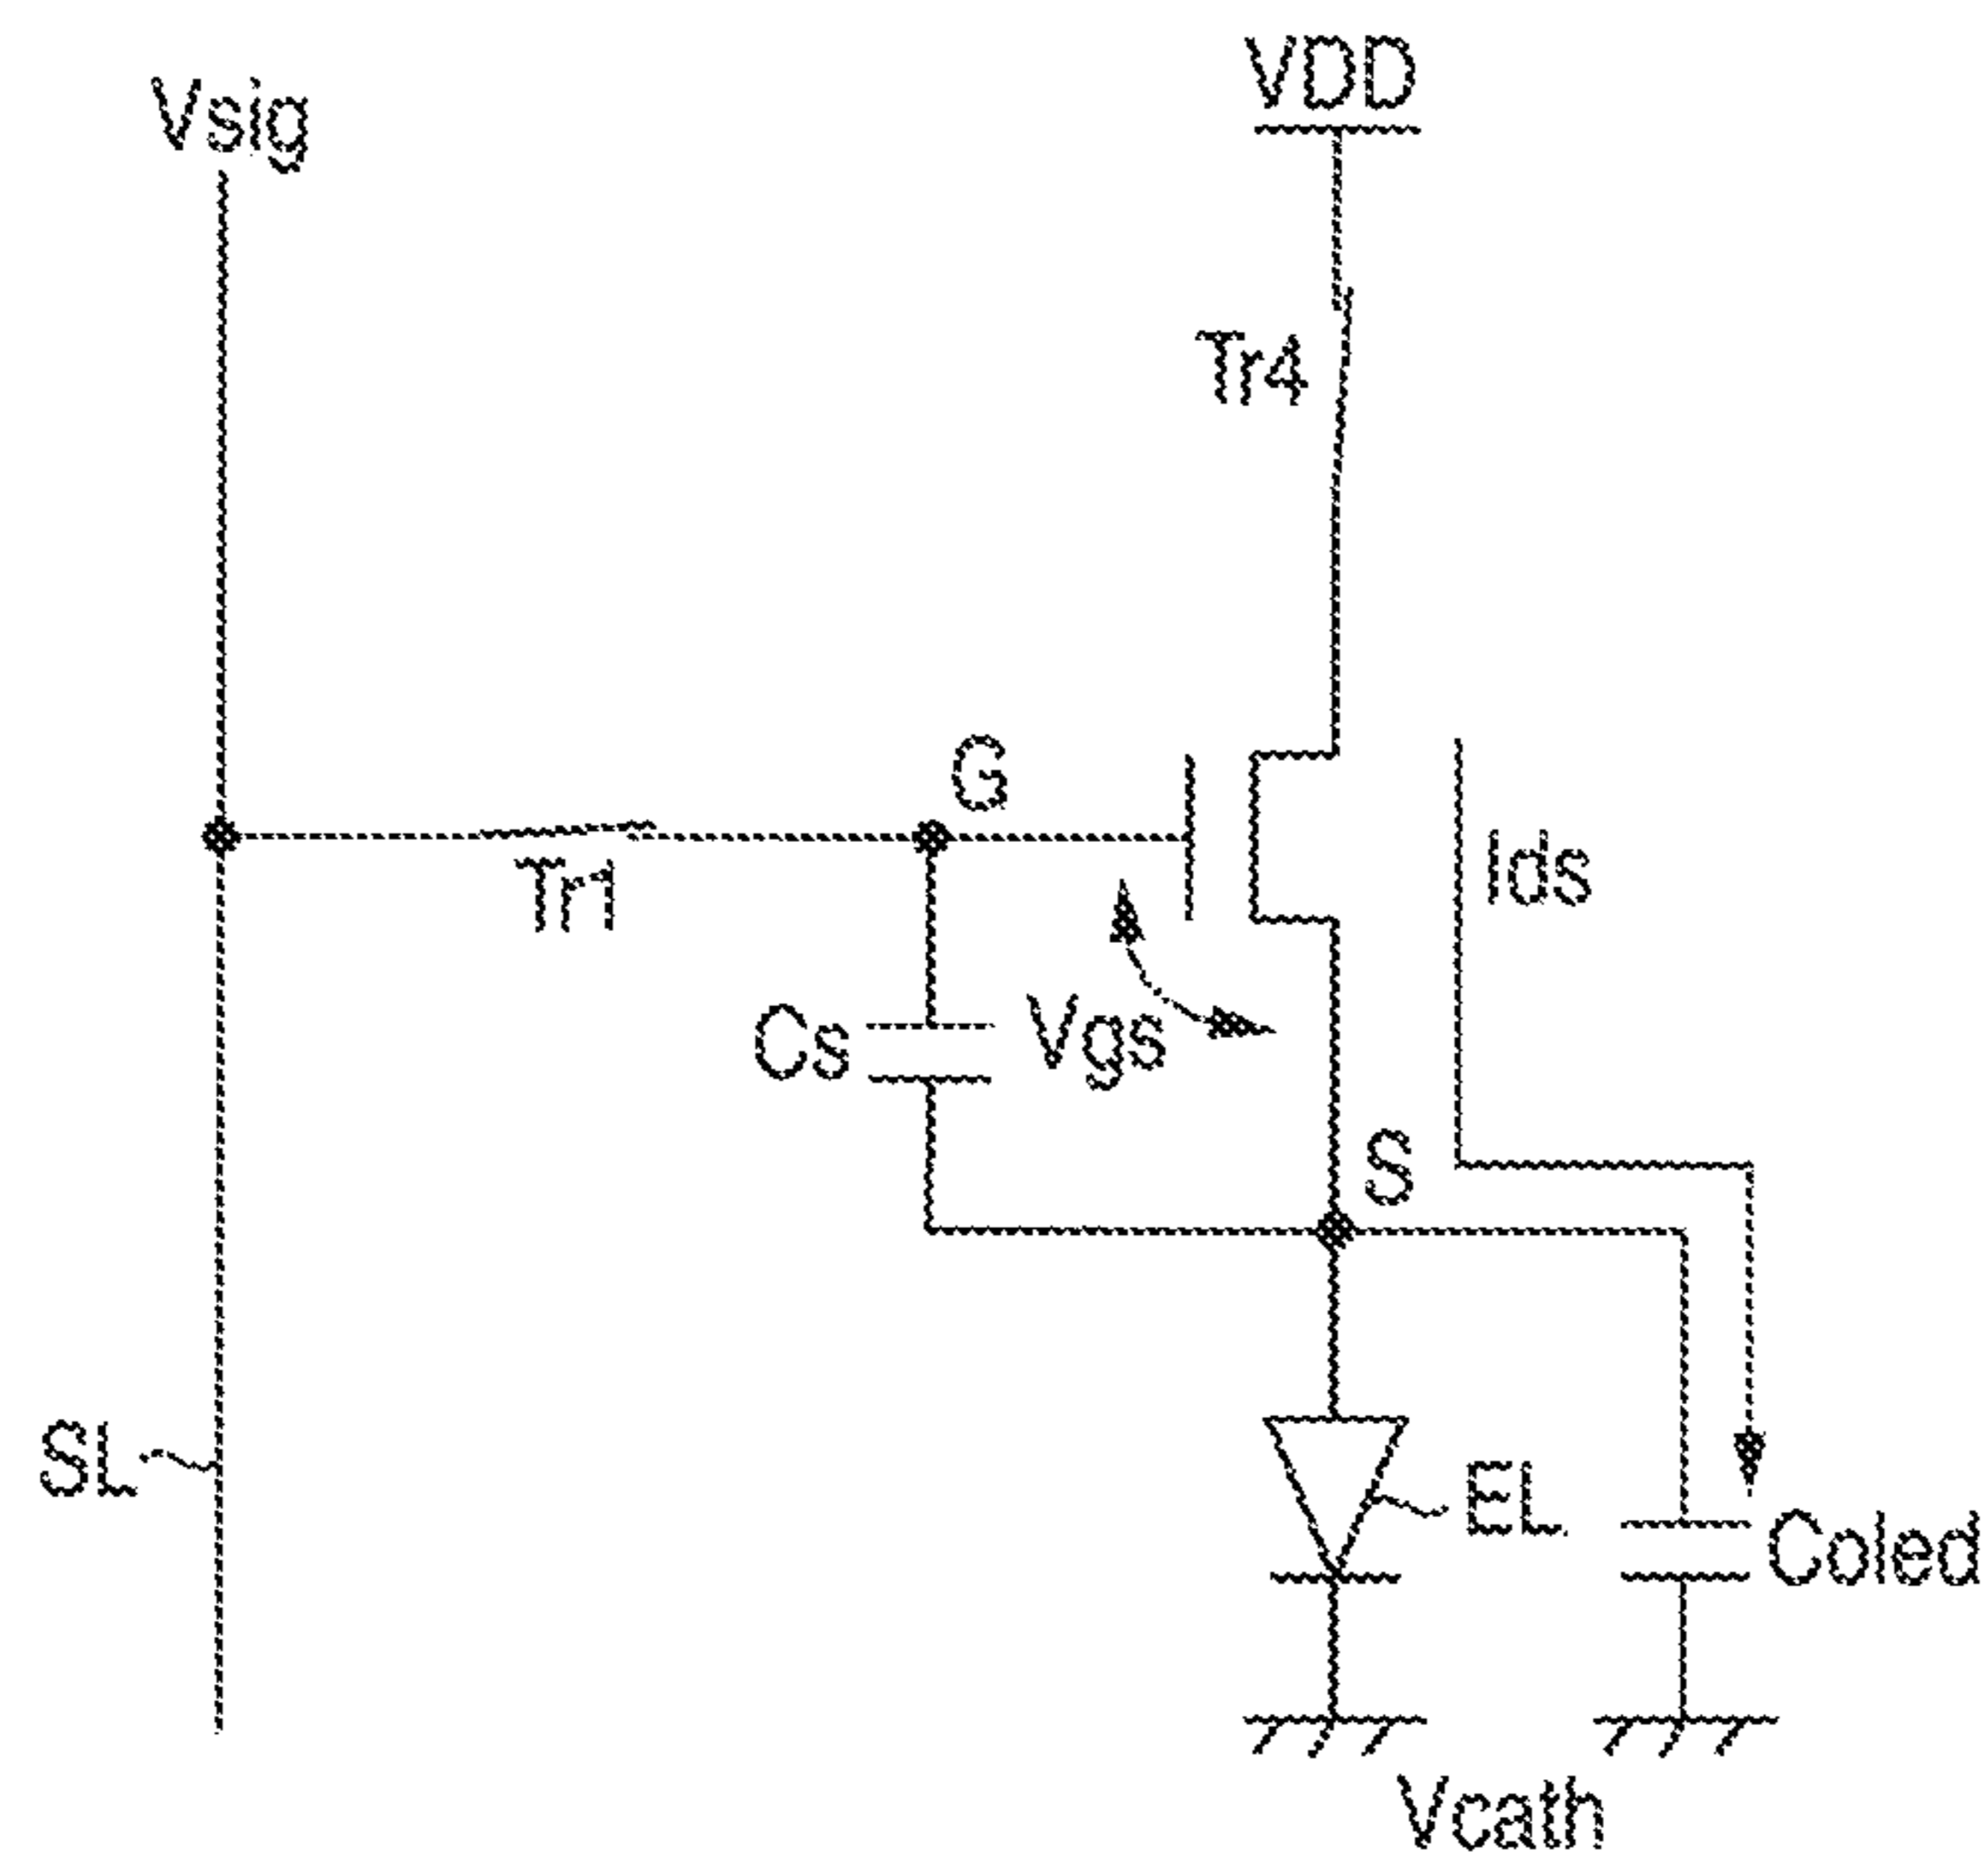 Vsig
VDD
Tr4
G
Tr1
Ids
Cs
Vgs
S
SL
EL
Coled
Vcath